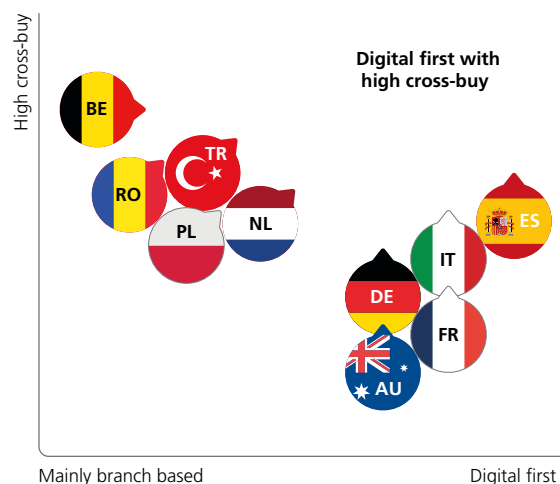 High cross-buy
Digital first with
high cross-buy
BE
TR
RO
ES
PL
NL
IT
DE
FR
AU
Mainly branch based
Digital first